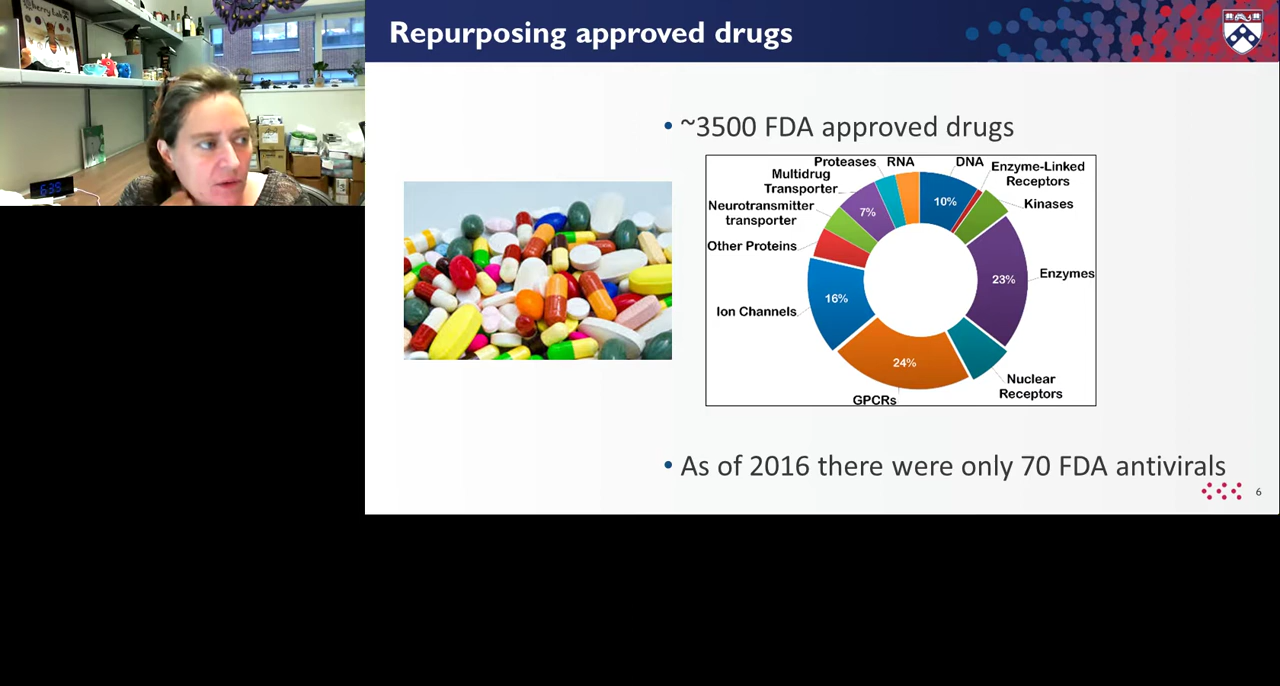 Repurposing approved drugs
• ~3500 FDA approved drugs
Proteases
RNA
DNA
Enzyme-Linked
Receptors
Kinases
Multidrug
Transporter
Neurotransmitter
transporter
Other Proteins
Ion Channels
GPCRs
Nuclear
Receptors
Enzymes
10%
7%
23%
16%
24%
• As of 2016 there were only 70 FDA antivirals
6
6:39